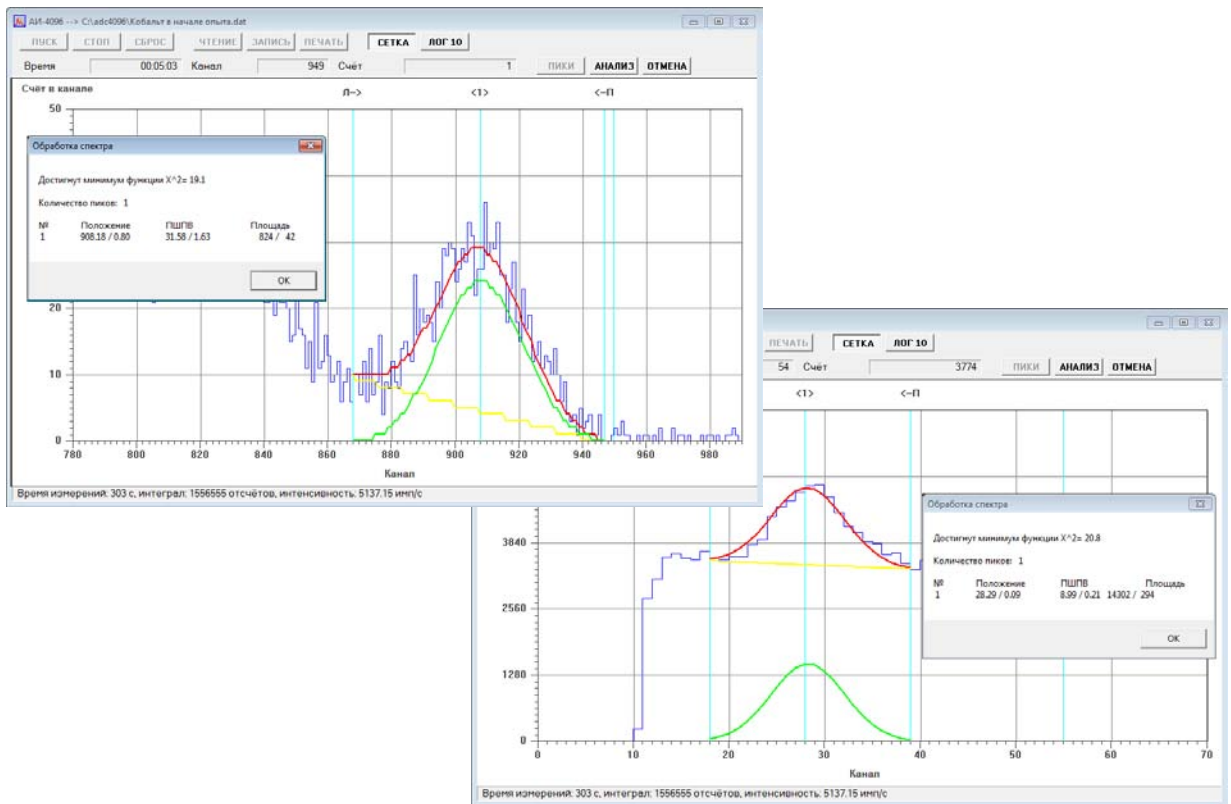 АИ-4096 --> C:\adc4096\Кобальт в начале опыта.dat
ПУСК СТОП СБРОС ЧТЕНИЕ ЗАПИСЬ ПЕЧАТЬ СЕТКА ЛОГ 10
Время 00:05:03 Канал 949 Счёт 1 ПИКИ АНАЛИЗ ОТМЕНА
Счёт в канале
Л-> <1> <-П
50
Обработка спектра
Достигнут минимум функции X^2= 19.1
Количество пиков: 1
№ Положение ПШПВ Площадь
1 908.18 / 0.80 31.58 / 1.63 824 / 42
OK
20
10
0
780 800 820 840 860 880 900 920 940 960 980
Канал
Время измерений: 303 с, интеграл: 1556555 отсчётов, интенсивность: 5137.15 имп/с
ПЕЧАТЬ СЕТКА ЛОГ 10
54 Счёт 3774 ПИКИ АНАЛИЗ ОТМЕНА
<1> <-П
Обработка спектра
Достигнут минимум функции X^2= 20.8
Количество пиков: 1
№ Положение ПШПВ Площадь
1 28.29 / 0.09 8.99 / 0.21 14302 / 294
OK
3840
2560
1280
0
0 10 20 30 40 50 60 70
Канал
Время измерений: 303 с, интеграл: 1556555 отсчётов, интенсивность: 5137.15 имп/с